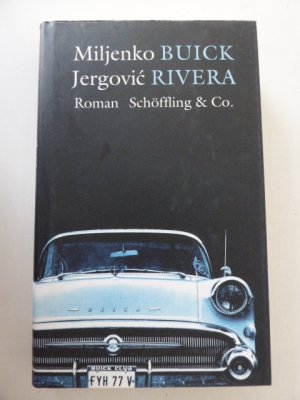 Miljenko BUICK
Jergović RIVERA
Roman Schöffling & Co.
BUICK
BUICK CLUB
FYH 77 V